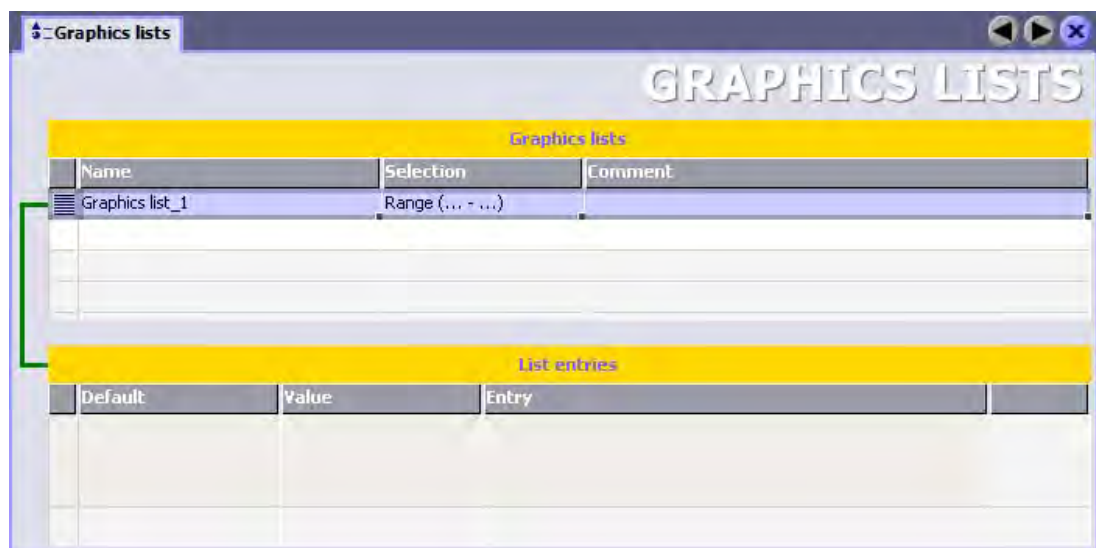 Graphics lists
GRAPHICS LISTS
Graphics lists
Name Selection Comment
Graphics list_1 Range (... - ...)
List entries
Default Value Entry